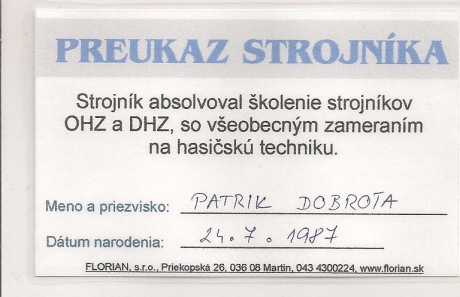 PREUKAZ STROJNÍKA
Strojník absolvoval školenie strojníkov
OHZ a DHZ, so všeobecným zameraním
na hasičskú techniku.
Meno a priezvisko: PATRIK DOBROTA
Dátum narodenia: 24.7.1987
FLORIAN, s.r.o., Priekopská 26, 036 08 Martin, 043 4300224, www.florian.sk